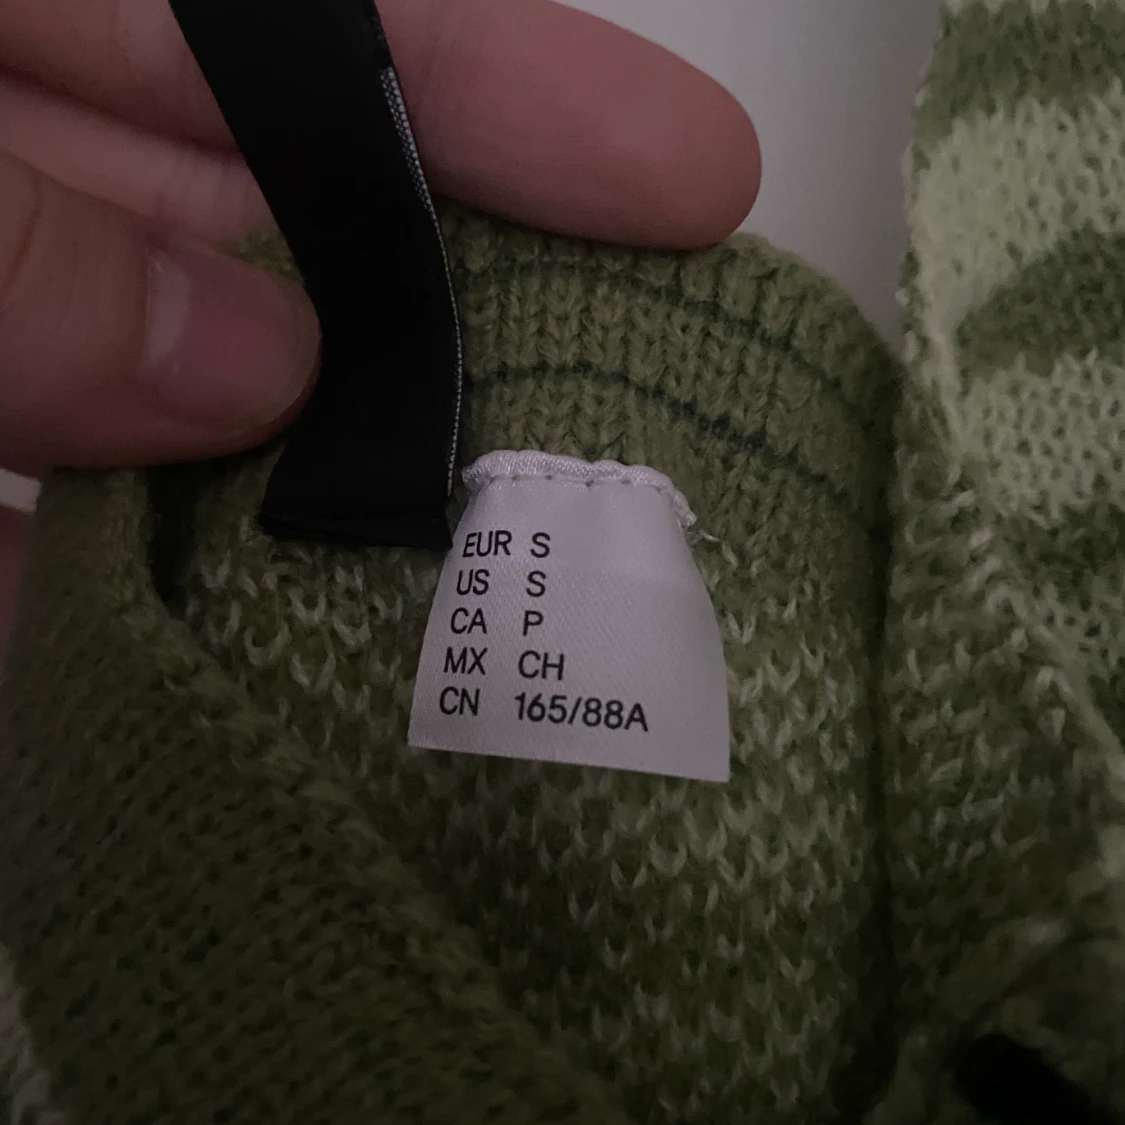 EUR S
US S
CA P
MX CH
CN 165/88A